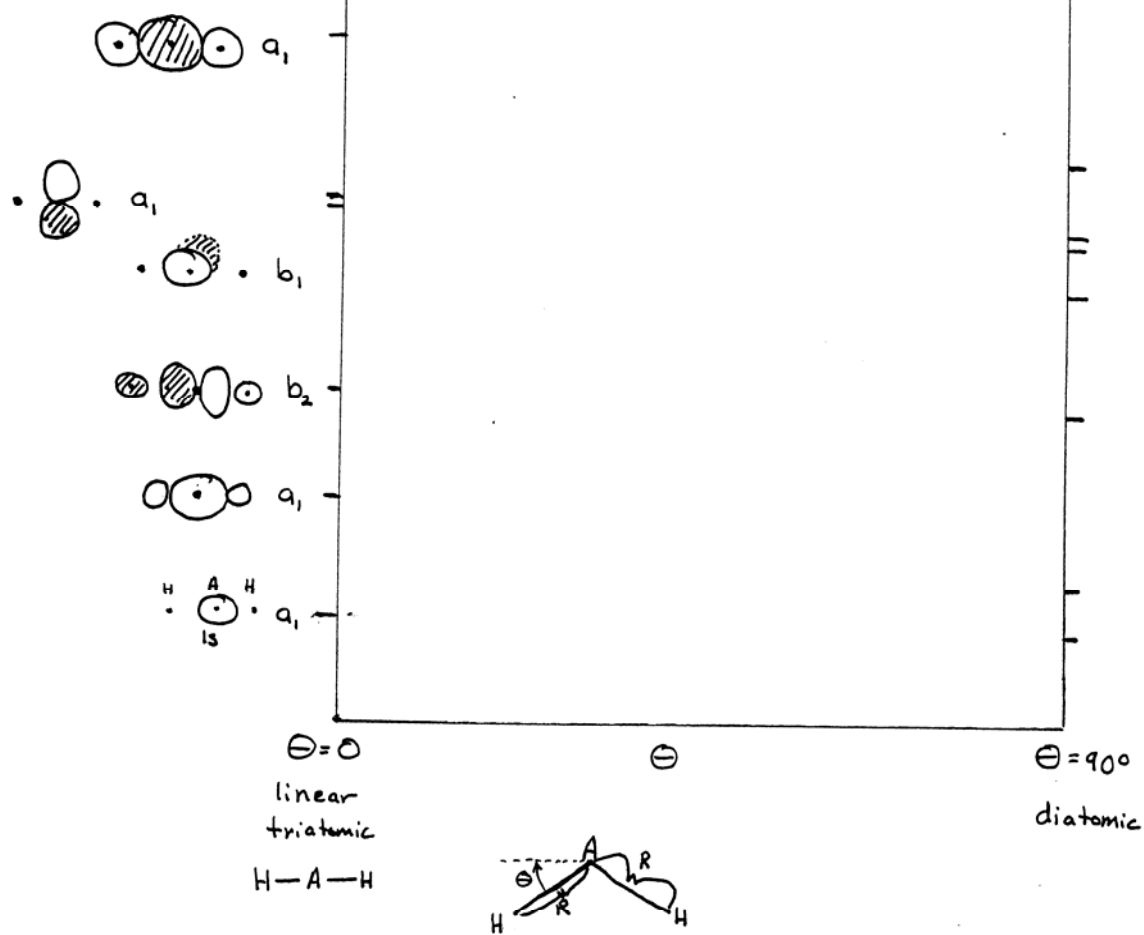 a₁
a₁
b₁
b₂
a₁
H A H
a₁
1s
Θ=0
Θ
Θ=90°
linear
triatomic
diatomic
H—A—H
A
R
Θ
R
H
H